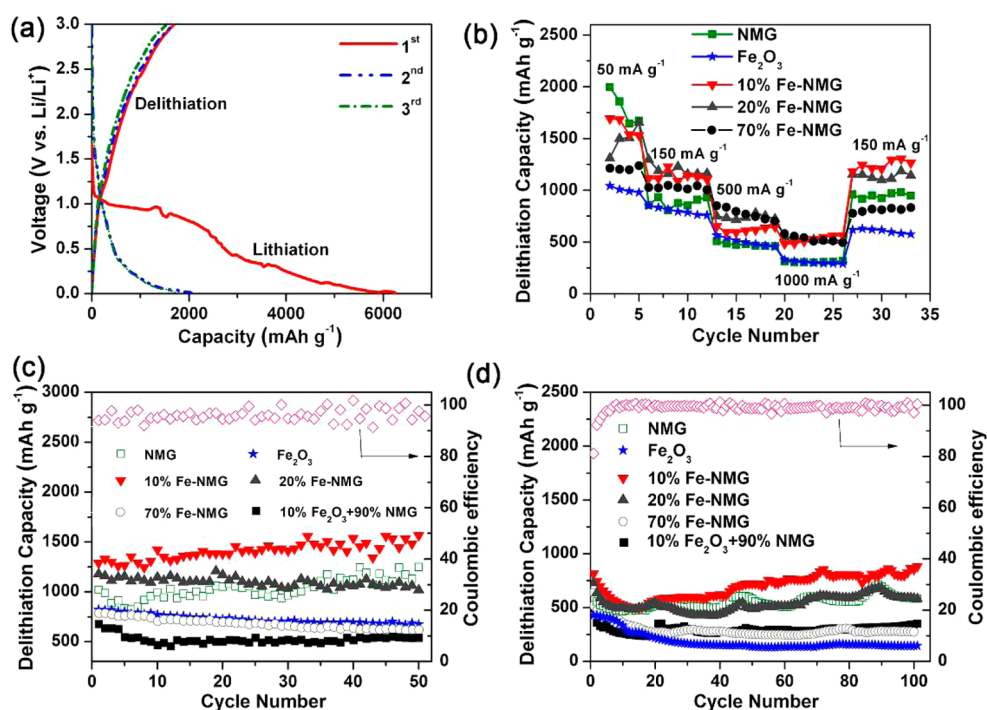 (a)
3.0
2.5
2.0
1.5
1.0
0.5
0.0
Voltage (V vs. Li/Li⁺)
1ˢᵗ
2ⁿᵈ
3ʳᵈ
Delithiation
Lithiation
0 2000 4000 6000
Capacity (mAh g⁻¹)
(b)
2500
2000
1500
1000
500
0
Delithiation Capacity (mAh g⁻¹)
NMG
Fe₂O₃
10% Fe-NMG
20% Fe-NMG
70% Fe-NMG
50 mA g⁻¹
150 mA g⁻¹
500 mA g⁻¹
1000 mA g⁻¹
150 mA g⁻¹
0 5 10 15 20 25 30 35
Cycle Number
(c)
3000
2500
2000
1500
1000
500
Delithiation Capacity (mAh g⁻¹)
NMG Fe₂O₃
10% Fe-NMG 20% Fe-NMG
70% Fe-NMG 10% Fe₂O₃+90% NMG
100
80
60
40
20
0
Coulombic efficiency
0 10 20 30 40 50
Cycle Number
(d)
2500
2000
1500
1000
500
0
Delithiation Capacity (mAh g⁻¹)
NMG
Fe₂O₃
10% Fe-NMG
20% Fe-NMG
70% Fe-NMG
10% Fe₂O₃+90% NMG
100
80
60
40
20
0
Coulombic efficiency
0 20 40 60 80 100
Cycle Number